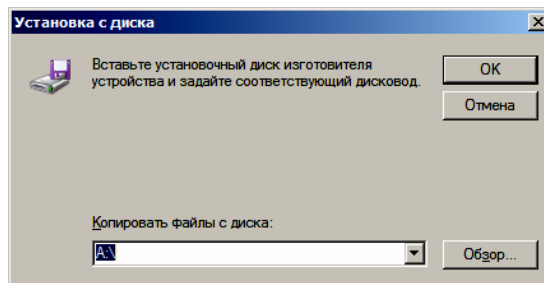 Установка с диска
Вставьте установочный диск изготовителя
устройства и задайте соответствующий дисковод.
OK
Отмена
Копировать файлы с диска:
A:\
Обзор...